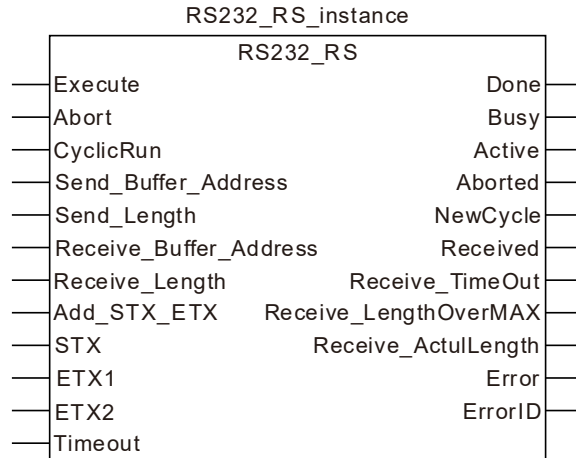 RS232_RS_instance
RS232_RS
Execute Done
Abort Busy
CyclicRun Active
Send_Buffer_Address Aborted
Send_Length NewCycle
Receive_Buffer_Address Received
Receive_Length Receive_TimeOut
Add_STX_ETX Receive_LengthOverMAX
STX Receive_ActulLength
ETX1 Error
ETX2 ErrorID
Timeout